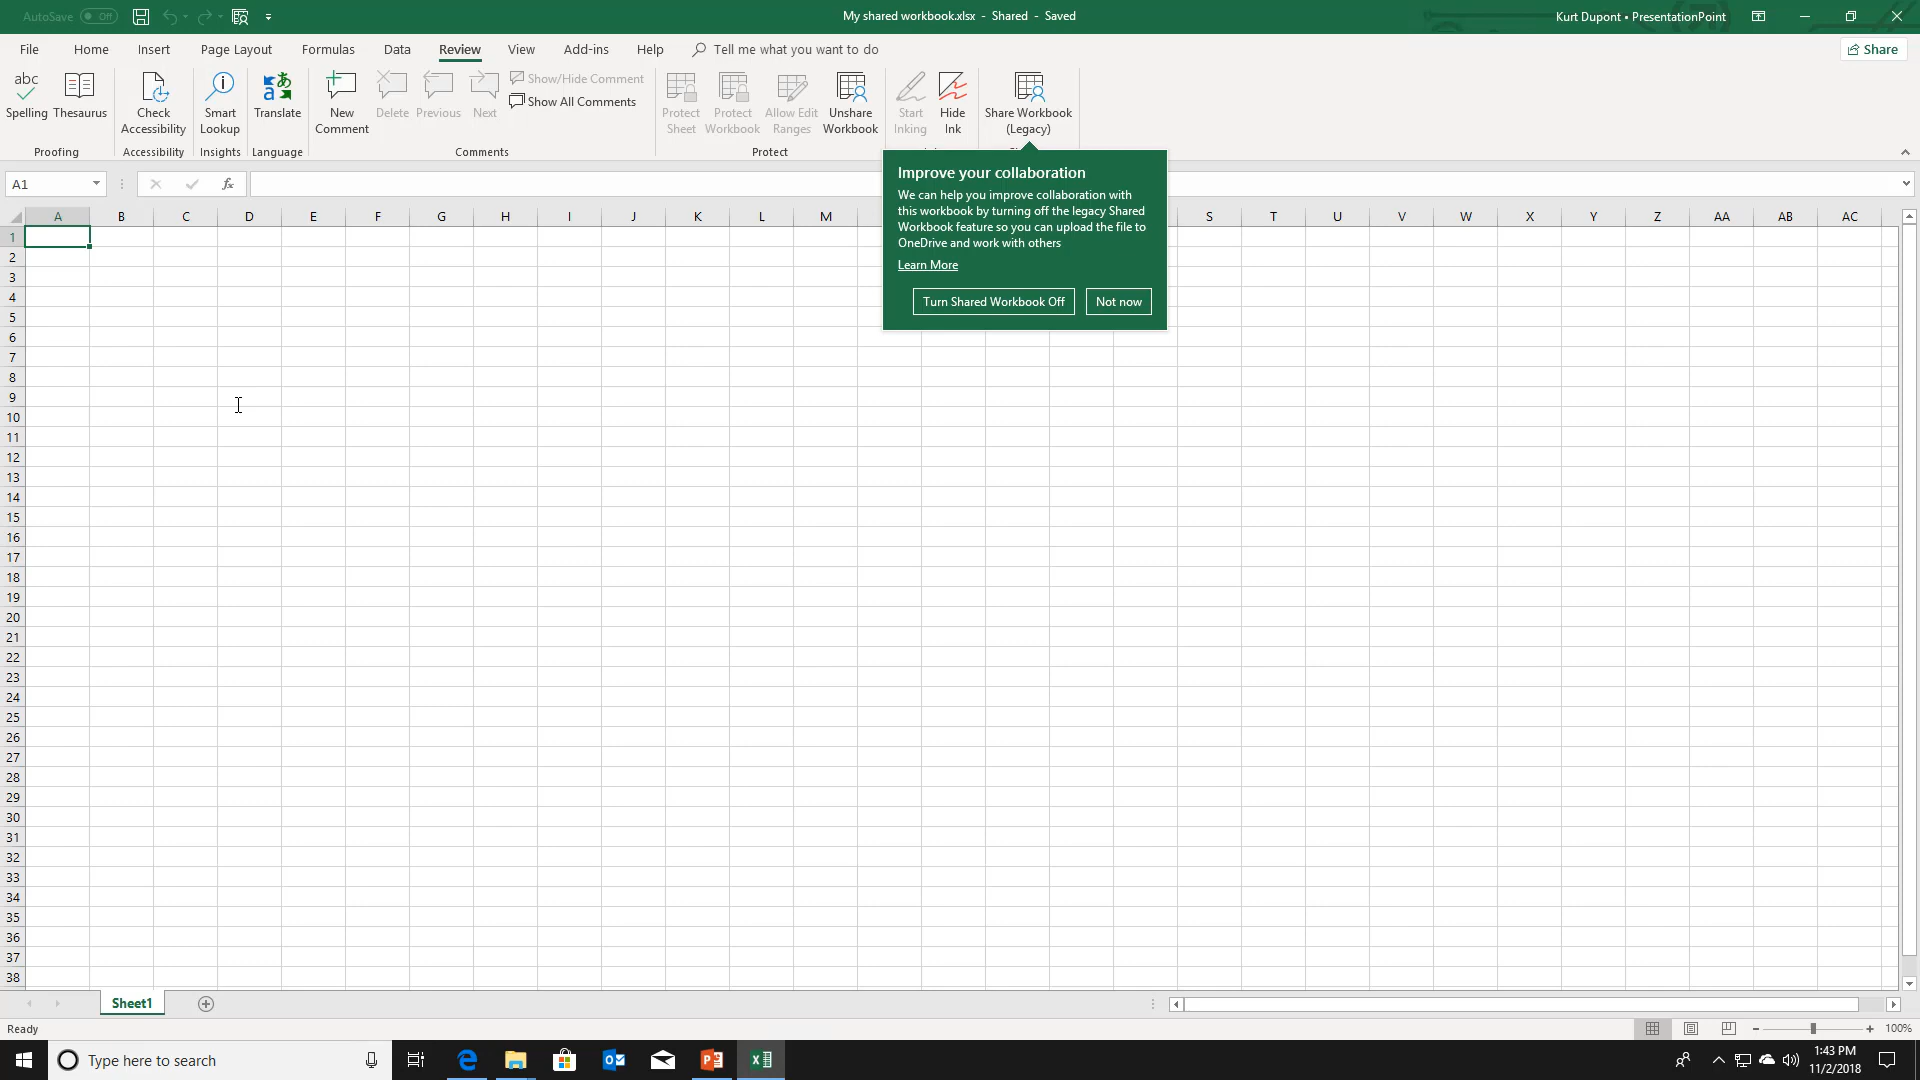 AutoSave Off
My shared workbook.xlsx - Shared - Saved
Kurt Dupont • PresentationPoint
File Home Insert Page Layout Formulas Data Review View Add-ins Help Tell me what you want to do Share
abc
Spelling Thesaurus
Check
Accessibility
Smart
Lookup
Translate
New
Comment
Delete Previous Next
Show/Hide Comment
Show All Comments
Protect
Sheet
Protect
Workbook
Allow Edit
Ranges
Unshare
Workbook
Start
Inking
Hide
Ink
Share Workbook
(Legacy)
Proofing Accessibility Insights Language Comments Protect
A1
fx
Improve your collaboration
We can help you improve collaboration with
this workbook by turning off the legacy Shared
Workbook feature so you can upload the file to
OneDrive and work with others
Learn More
Turn Shared Workbook Off Not now
A B C D E F G H I J K L M S T U V W X Y Z AA AB AC
1
2
3
4
5
6
7
8
9
10
11
12
13
14
15
16
17
18
19
20
21
22
23
24
25
26
27
28
29
30
31
32
33
34
35
36
37
38
Sheet1
Ready
100%
Type here to search
1:43 PM
11/2/2018